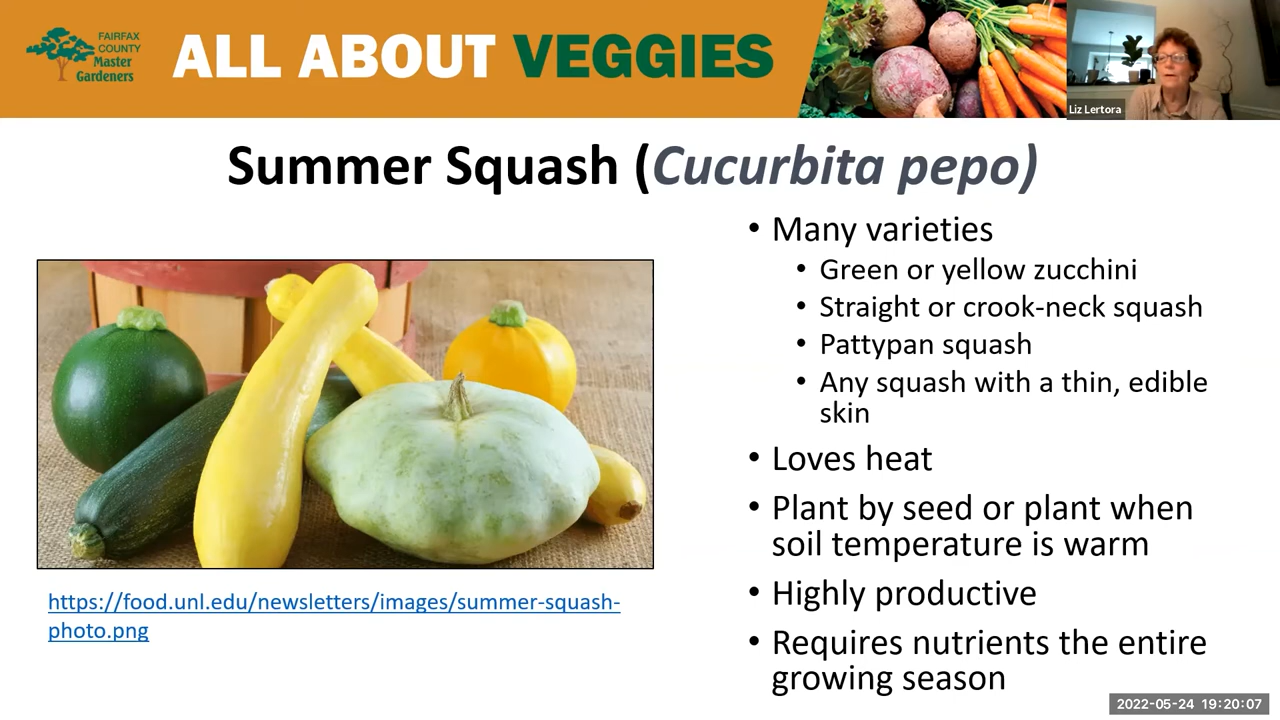 FAIRFAX
COUNTY
Master
Gardeners
ALL ABOUT VEGGIES
Liz Lertora
Summer Squash (Cucurbita pepo)
• Many varieties
• Green or yellow zucchini
• Straight or crook-neck squash
• Pattypan squash
• Any squash with a thin, edible
skin
• Loves heat
• Plant by seed or plant when
soil temperature is warm
• Highly productive
• Requires nutrients the entire
growing season
https://food.unl.edu/newsletters/images/summer-squash-
photo.png
2022-05-24 19:20:07